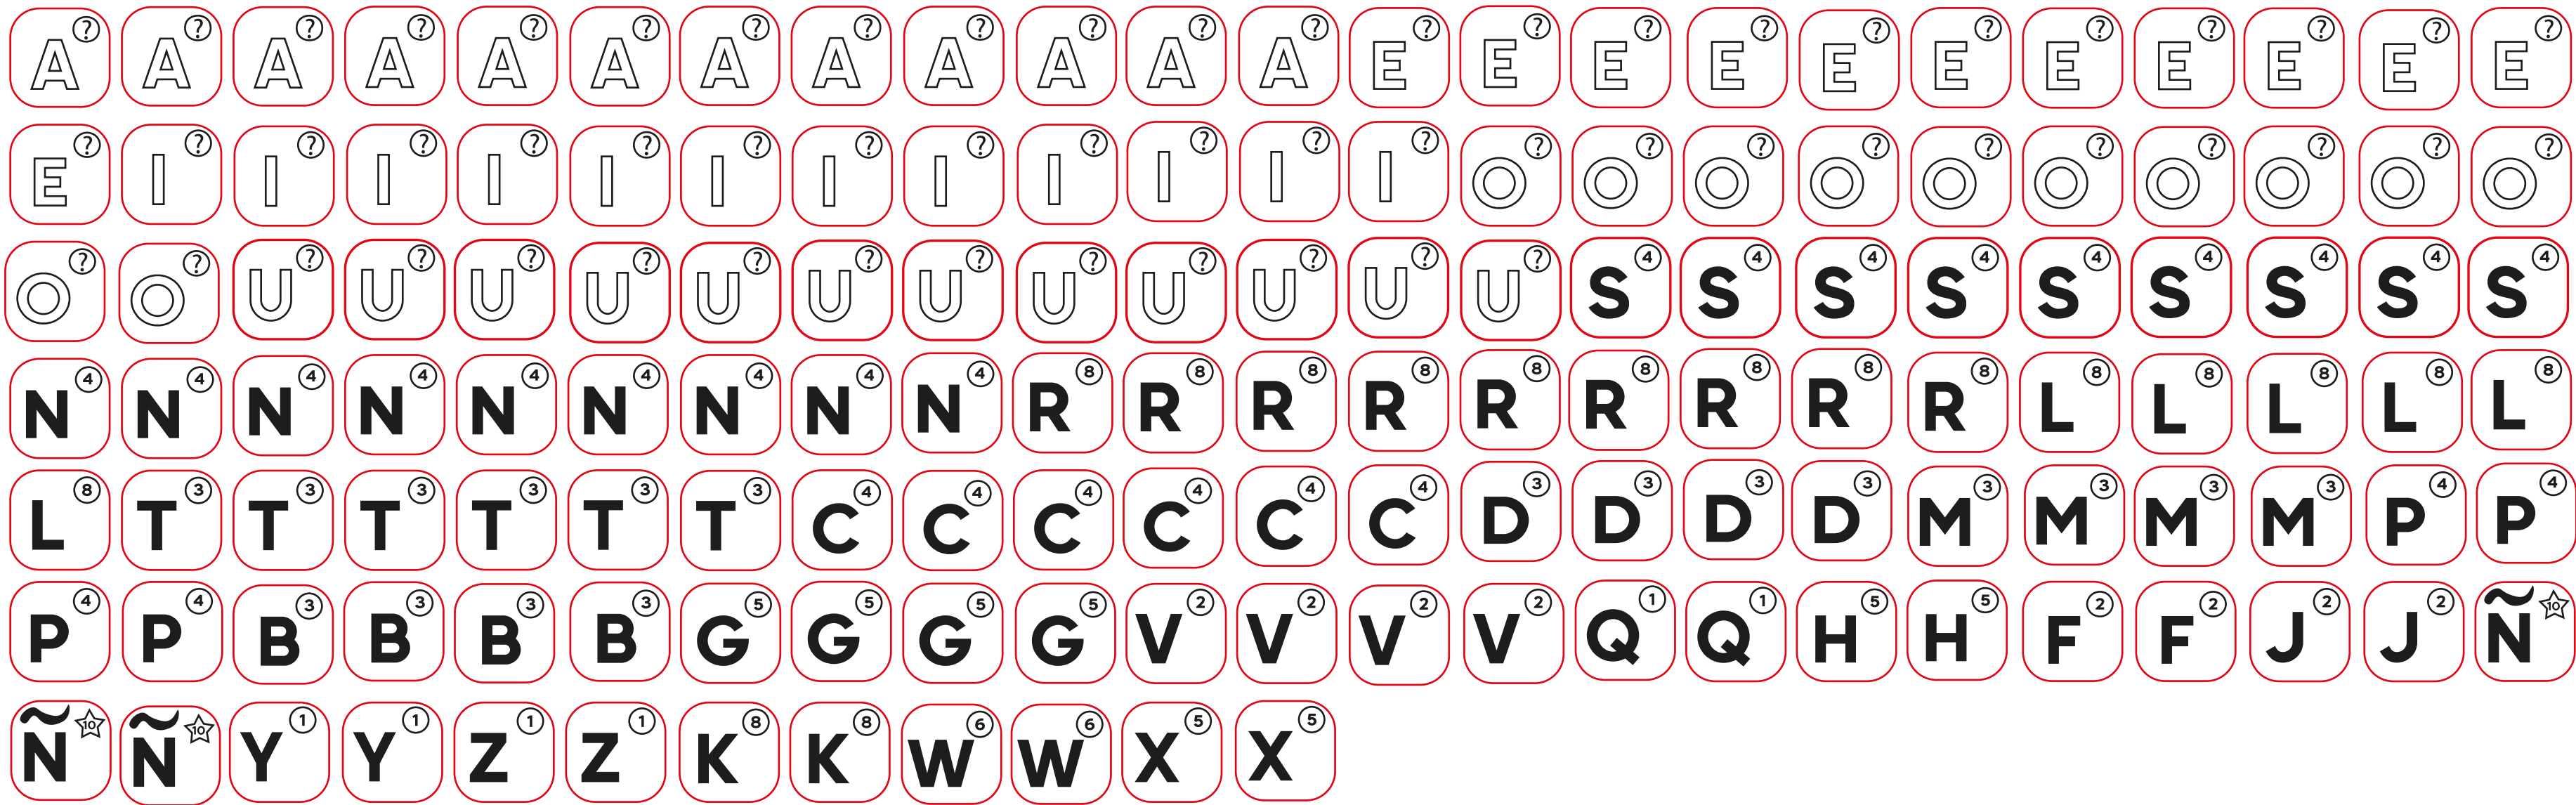 A? A? A? A? A? A? A? A? A? A? A? A? E? E? E? E? E? E? E? E? E? E? E?
E? I? I? I? I? I? I? I? I? I? I? I? I? O? O? O? O? O? O? O? O? O? O?
O? O? U? U? U? U? U? U? U? U? U? U? U? U? S4 S4 S4 S4 S4 S4 S4 S4 S4
N4 N4 N4 N4 N4 N4 N4 N4 N4 R8 R8 R8 R8 R8 R8 R8 R8 R8 L8 L8 L8 L8 L8
L8 T3 T3 T3 T3 T3 T3 C4 C4 C4 C4 C4 C4 D3 D3 D3 D3 M3 M3 M3 M3 P4 P4
P4 P4 B3 B3 B3 B3 G5 G5 G5 G5 V2 V2 V2 V2 Q1 Q1 H5 H5 F2 F2 J2 J2 Ñ10
Ñ10 Ñ10 Y1 Y1 Z1 Z1 K8 K8 W6 W6 X5 X5